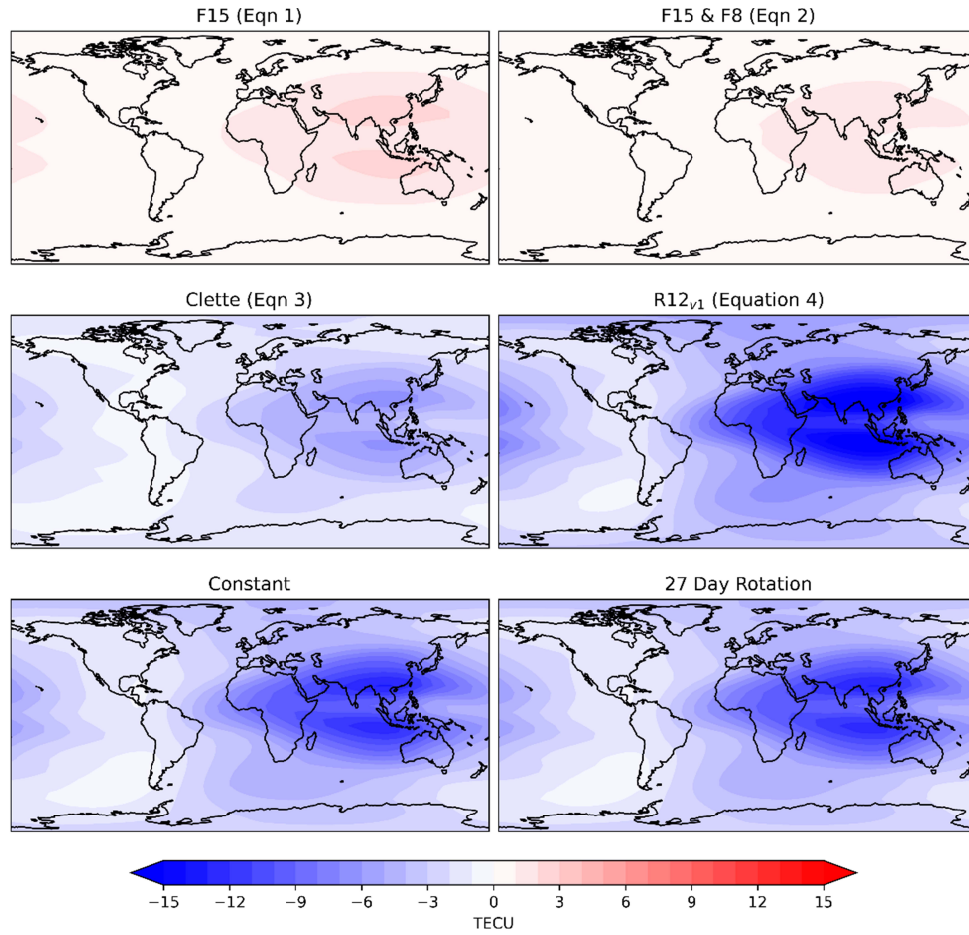 F15 (Eqn 1) F15 & F8 (Eqn 2)
Clette (Eqn 3) R12v1 (Equation 4)
Constant 27 Day Rotation
−15 −12 −9 −6 −3 0 3 6 9 12 15
TECU